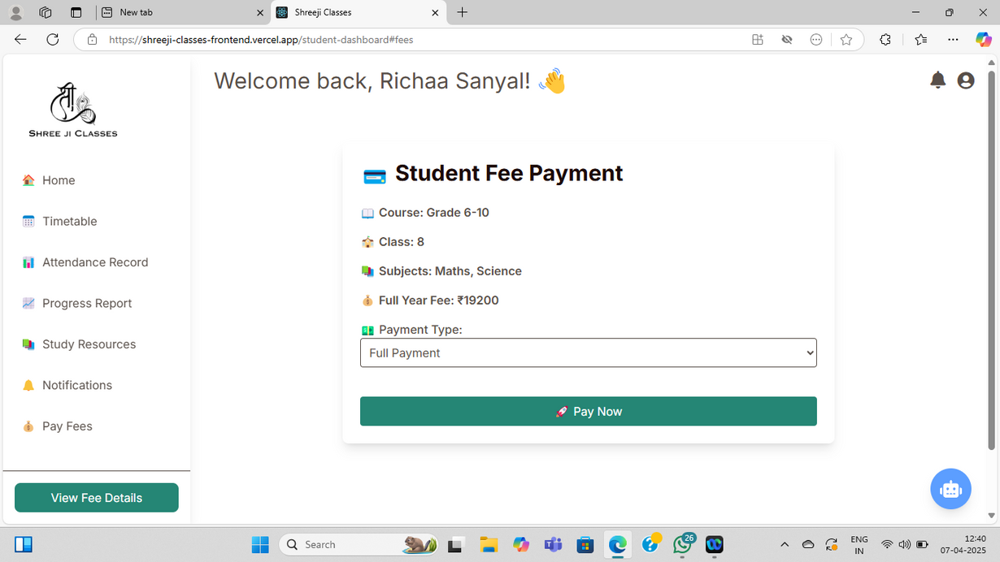 New tab
Shreeji Classes
https://shreeji-classes-frontend.vercel.app/student-dashboard#fees
श्री
SHREE JI CLASSES
Welcome back, Richaa Sanyal! 👋
🏠 Home
📅 Timetable
📊 Attendance Record
📈 Progress Report
📚 Study Resources
🔔 Notifications
💰 Pay Fees
View Fee Details
💳 Student Fee Payment
📖 Course: Grade 6-10
🏫 Class: 8
📚 Subjects: Maths, Science
💰 Full Year Fee: ₹19200
💵 Payment Type:
Full Payment
🚀 Pay Now
Search
26
ENG
IN
12:40
07-04-2025